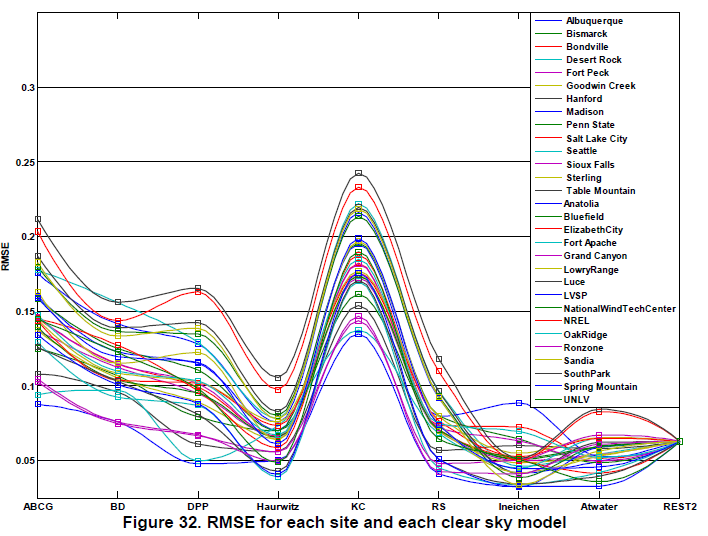 0.3
0.25
0.2
0.15
0.1
0.05
RMSE
Albuquerque
Bismarck
Bondville
Desert Rock
Fort Peck
Goodwin Creek
Hanford
Madison
Penn State
Salt Lake City
Seattle
Sioux Falls
Sterling
Table Mountain
Anatolia
Bluefield
ElizabethCity
Fort Apache
Grand Canyon
LowryRange
Luce
LVSP
NationalWindTechCenter
NREL
OakRidge
Ronzone
Sandia
SouthPark
Spring Mountain
UNLV
ABCG BD DPP Haurwitz KC RS Ineichen Atwater REST2
Figure 32. RMSE for each site and each clear sky model